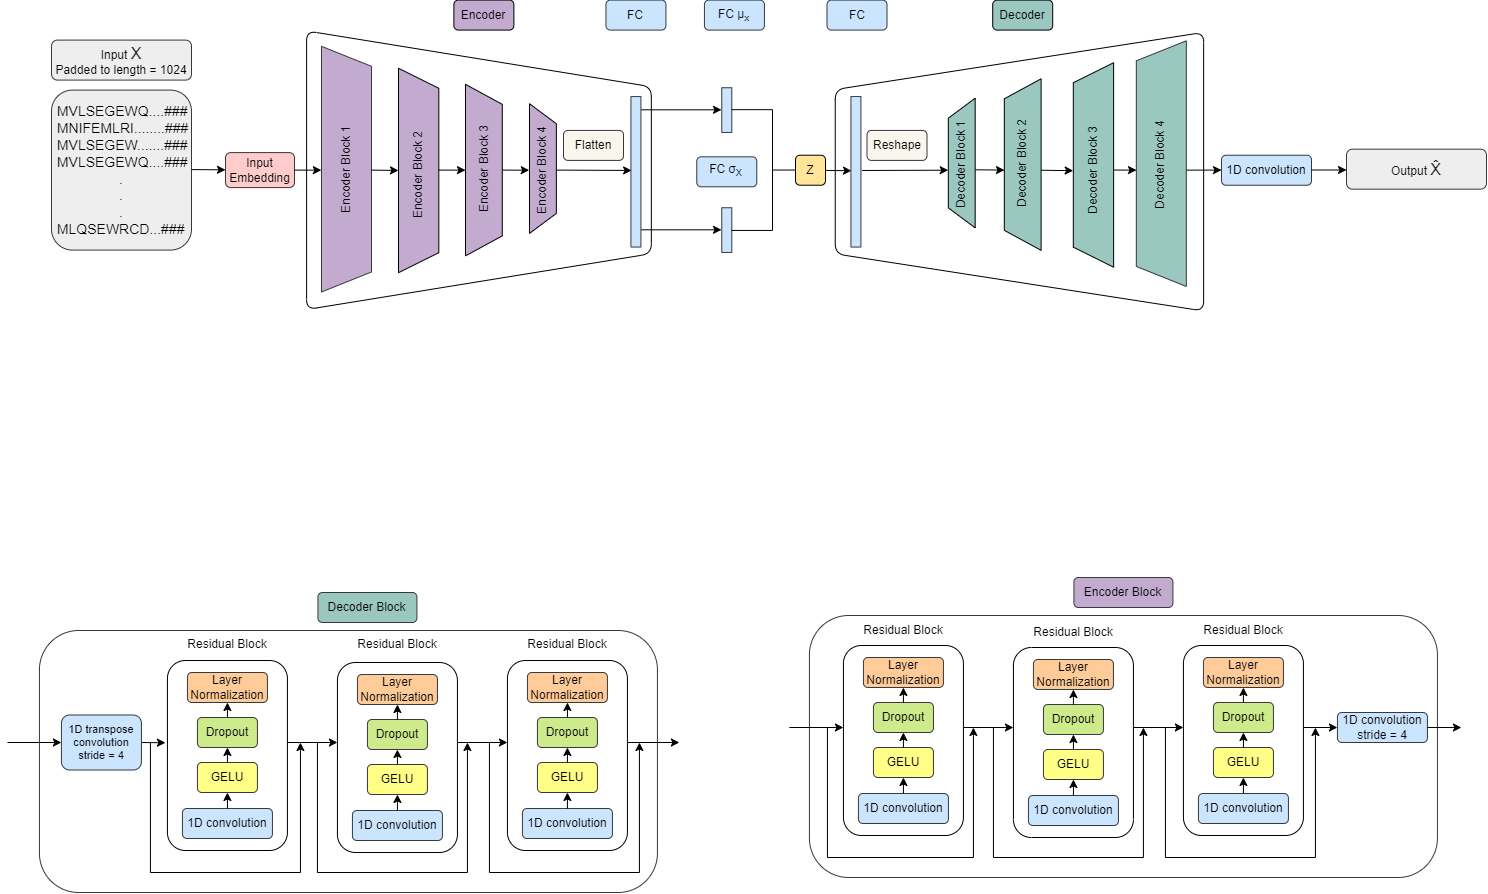 Encoder
FC
FC μx
FC
Decoder
Input X
Padded to length = 1024
MVLSEGEWQ....###
MNIFEMLRI........###
MVLSEGEW.......###
MVLSEGEWQ....###
.
.
.
MLQSEWRCD...###
Input
Embedding
Encoder Block 1
Encoder Block 2
Encoder Block 3
Encoder Block 4
Flatten
FC σX
Z
Reshape
Decoder Block 1
Decoder Block 2
Decoder Block 3
Decoder Block 4
1D convolution
Output X̂
Decoder Block
Residual Block
Residual Block
Residual Block
1D transpose
convolution
stride = 4
Layer
Normalization
Dropout
GELU
1D convolution
Layer
Normalization
Dropout
GELU
1D convolution
Layer
Normalization
Dropout
GELU
1D convolution
Encoder Block
Residual Block
Residual Block
Residual Block
Layer
Normalization
Dropout
GELU
1D convolution
Layer
Normalization
Dropout
GELU
1D convolution
Layer
Normalization
Dropout
GELU
1D convolution
1D convolution
stride = 4